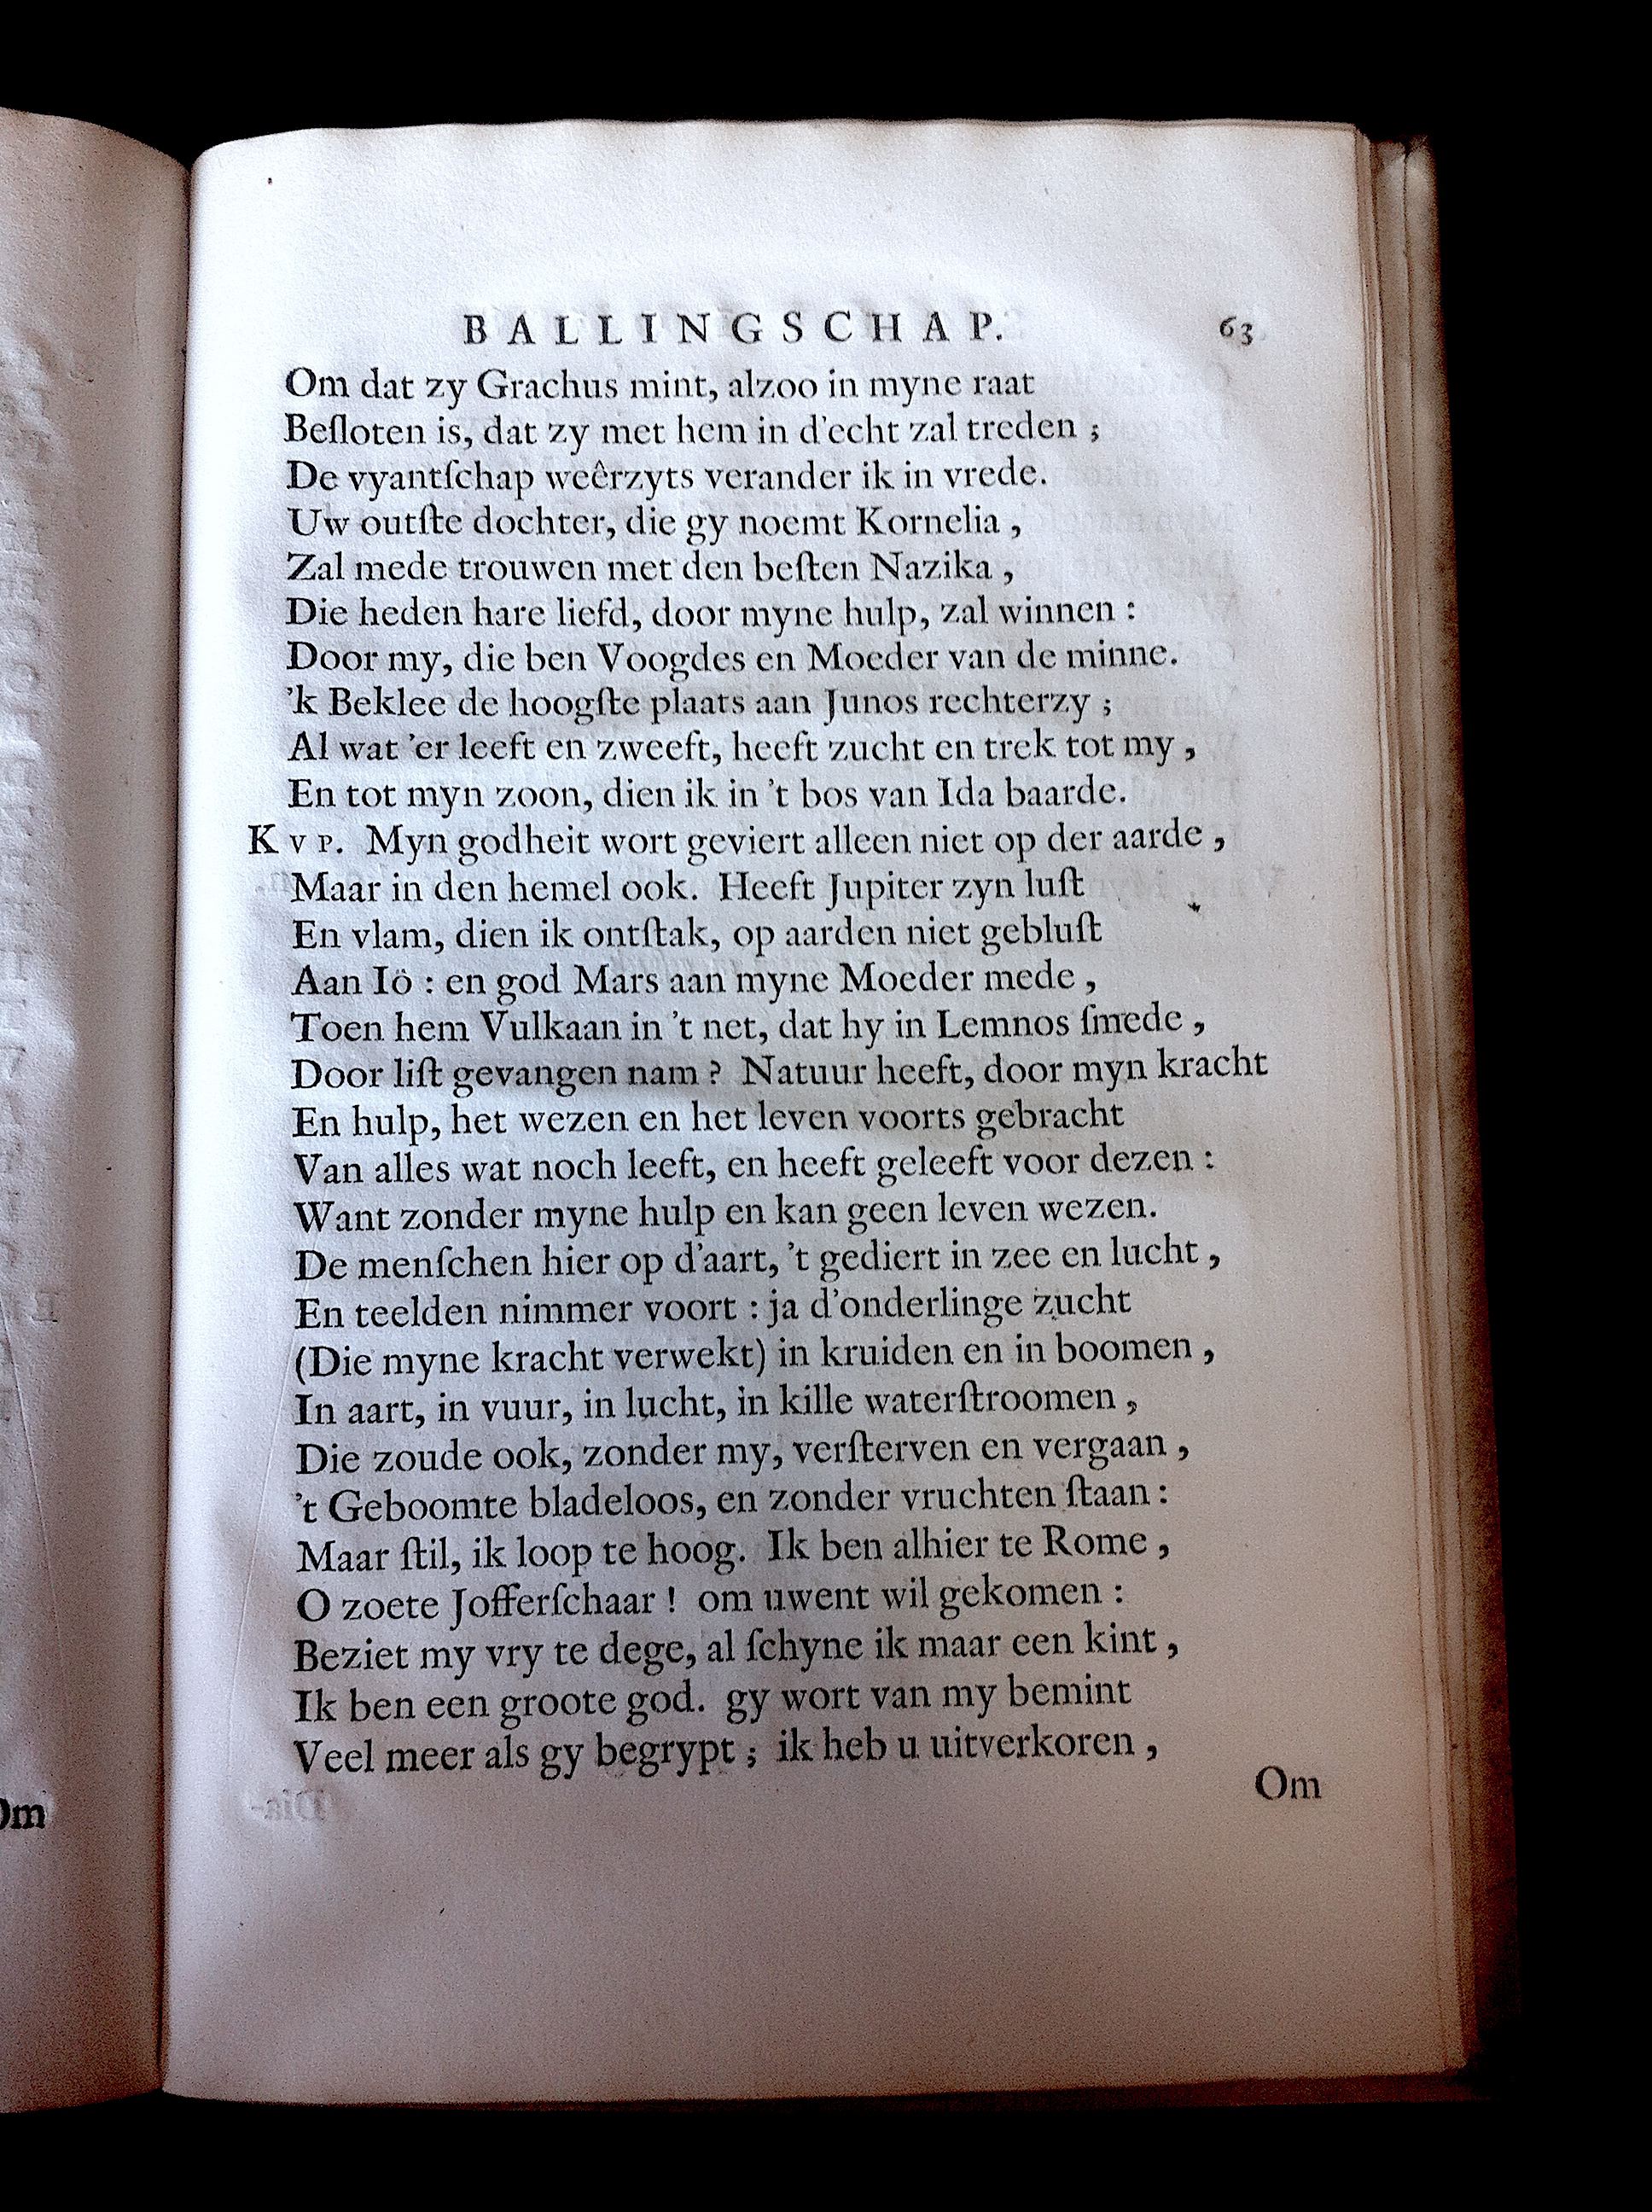 BALLINGSCHAP. 63
Om dat zy Grachus mint, alzoo in myne raat
Beſloten is, dat zy met hem in d'echt zal treden ;
De vyantſchap weêrzyts verander ik in vrede.
Uw outſte dochter, die gy noemt Kornelia ,
Zal mede trouwen met den beſten Nazika ,
Die heden hare liefd, door myne hulp, zal winnen :
Door my, die ben Voogdes en Moeder van de minne.
'k Beklee de hoogſte plaats aan Junos rechterzy ;
Al wat 'er leeft en zweeft, heeft zucht en trek tot my ,
En tot myn zoon, dien ik in 't bos van Ida baarde.
KVP. Myn godheit wort geviert alleen niet op der aarde ,
Maar in den hemel ook. Heeft Jupiter zyn luſt
En vlam, dien ik ontſtak, op aarden niet gebluſt
Aan Iö : en god Mars aan myne Moeder mede ,
Toen hem Vulkaan in 't net, dat hy in Lemnos ſmede ,
Door liſt gevangen nam ? Natuur heeft, door myn kracht
En hulp, het wezen en het leven voorts gebracht
Van alles wat noch leeft, en heeft geleeft voor dezen :
Want zonder myne hulp en kan geen leven wezen.
De menſchen hier op d'aart, 't gediert in zee en lucht ,
En teelden nimmer voort : ja d'onderlinge zucht
(Die myne kracht verwekt) in kruiden en in boomen ,
In aart, in vuur, in lucht, in kille waterſtroomen ,
Die zoude ook, zonder my, verſterven en vergaan ,
't Geboomte bladeloos, en zonder vruchten ſtaan :
Maar ſtil, ik loop te hoog. Ik ben alhier te Rome ,
O zoete Jofferſchaar ! om uwent wil gekomen :
Beziet my vry te dege, al ſchyne ik maar een kint ,
Ik ben een groote god. gy wort van my bemint
Veel meer als gy begrypt ; ik heb u uitverkoren ,
Om